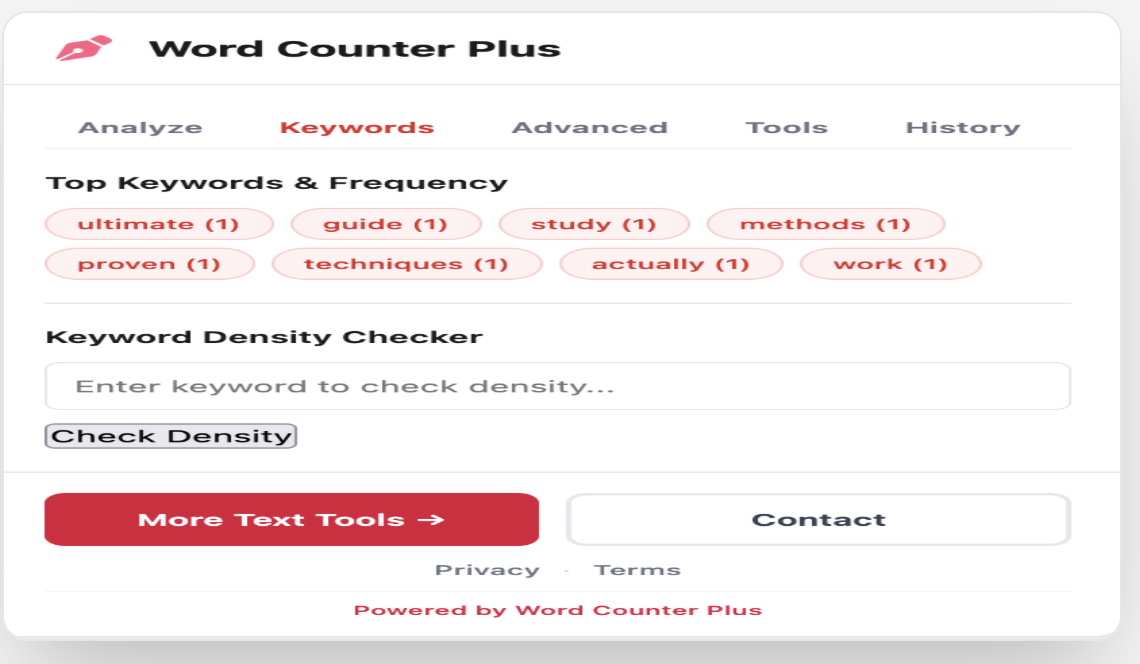 Word Counter Plus
Analyze Keywords Advanced Tools History
Top Keywords & Frequency
ultimate (1) guide (1) study (1) methods (1)
proven (1) techniques (1) actually (1) work (1)
Keyword Density Checker
Enter keyword to check density...
Check Density
More Text Tools → Contact
Privacy · Terms
Powered by Word Counter Plus